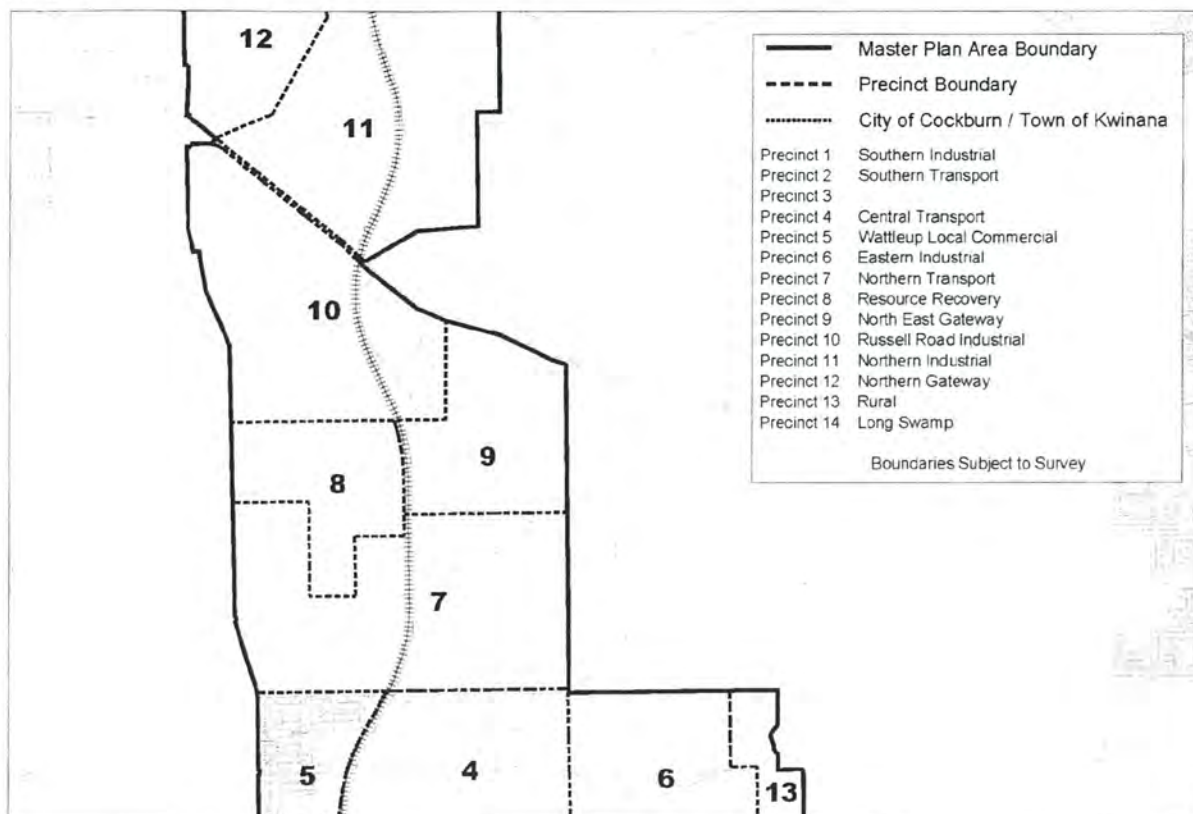 12
11
10
9
8
7
5
4
6
13
Master Plan Area Boundary
Precinct Boundary
City of Cockburn / Town of Kwinana
Precinct 1 Southern Industrial
Precinct 2 Southern Transport
Precinct 3
Precinct 4 Central Transport
Precinct 5 Wattleup Local Commercial
Precinct 6 Eastern Industrial
Precinct 7 Northern Transport
Precinct 8 Resource Recovery
Precinct 9 North East Gateway
Precinct 10 Russell Road Industrial
Precinct 11 Northern Industrial
Precinct 12 Northern Gateway
Precinct 13 Rural
Precinct 14 Long Swamp
Boundaries Subject to Survey